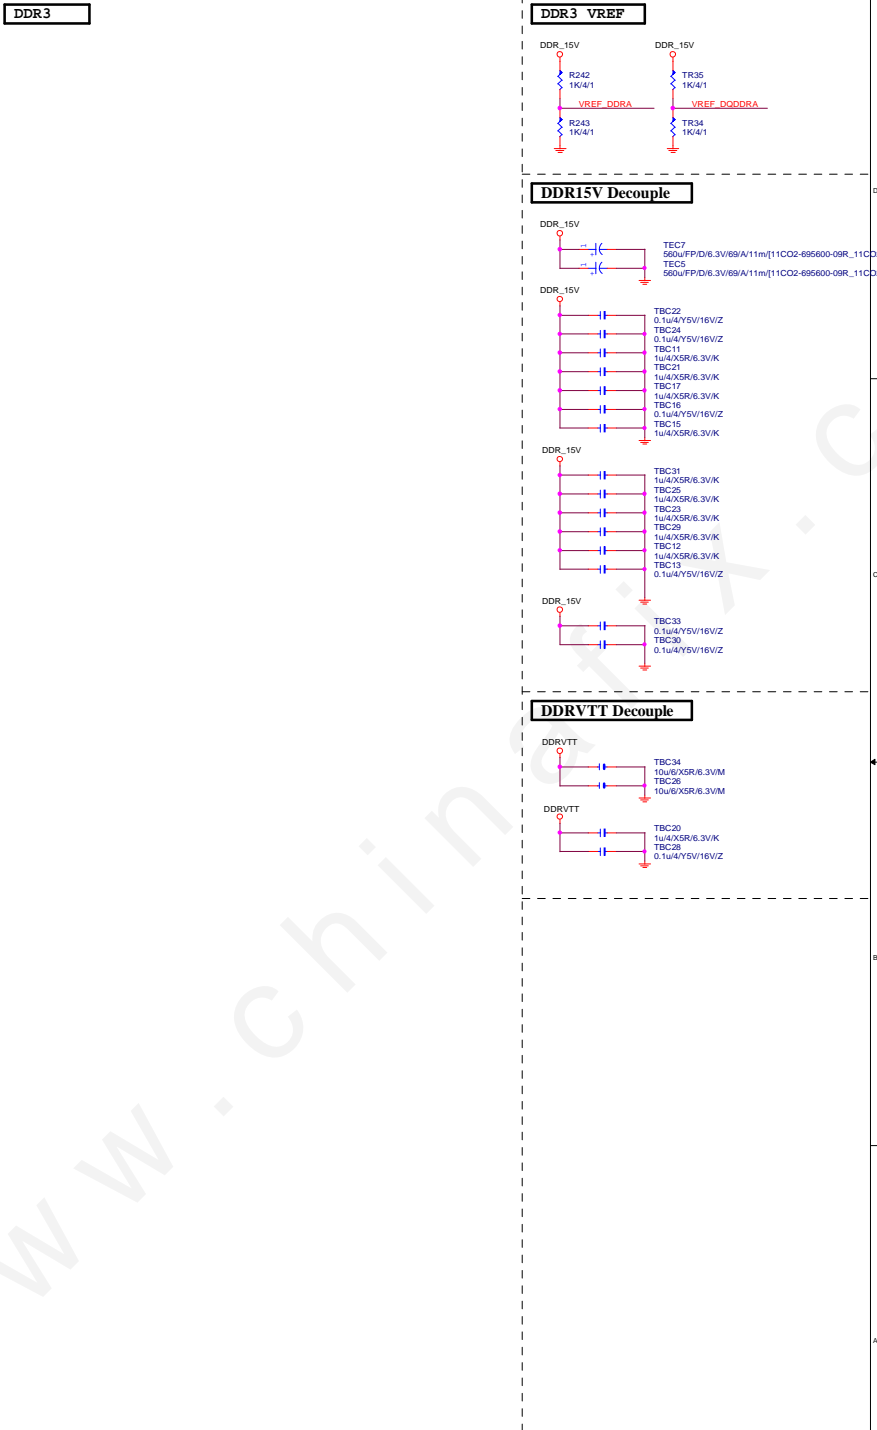 DDR3
DDR3 VREF
DDR_15V
DDR_15V
R242
1K/4/1
TR35
1K/4/1
VREF_DDRA
VREF_DQDDRA
R243
1K/4/1
TR34
1K/4/1
D
DDR15V Decouple
DDR_15V
1
+
TEC7
560u/FP/D/6.3V/69/A/11m/[11CO2-695600-09R_11CO
1
+
TEC5
560u/FP/D/6.3V/69/A/11m/[11CO2-695600-09R_11CO
DDR_15V
TBC22
0.1u/4/Y5V/16V/Z
TBC24
0.1u/4/Y5V/16V/Z
TBC11
1u/4/X5R/6.3V/K
TBC21
1u/4/X5R/6.3V/K
TBC17
1u/4/X5R/6.3V/K
TBC16
0.1u/4/Y5V/16V/Z
TBC15
1u/4/X5R/6.3V/K
DDR_15V
TBC31
1u/4/X5R/6.3V/K
TBC25
1u/4/X5R/6.3V/K
TBC23
1u/4/X5R/6.3V/K
TBC29
1u/4/X5R/6.3V/K
TBC12
1u/4/X5R/6.3V/K
TBC13
0.1u/4/Y5V/16V/Z
C
DDR_15V
TBC33
0.1u/4/Y5V/16V/Z
TBC30
0.1u/4/Y5V/16V/Z
DDRVTT Decouple
DDRVTT
TBC34
10u/6/X5R/6.3V/M
TBC26
10u/6/X5R/6.3V/M
DDRVTT
TBC20
1u/4/X5R/6.3V/K
TBC28
0.1u/4/Y5V/16V/Z
B
A
w w . c h i n a f i x . c